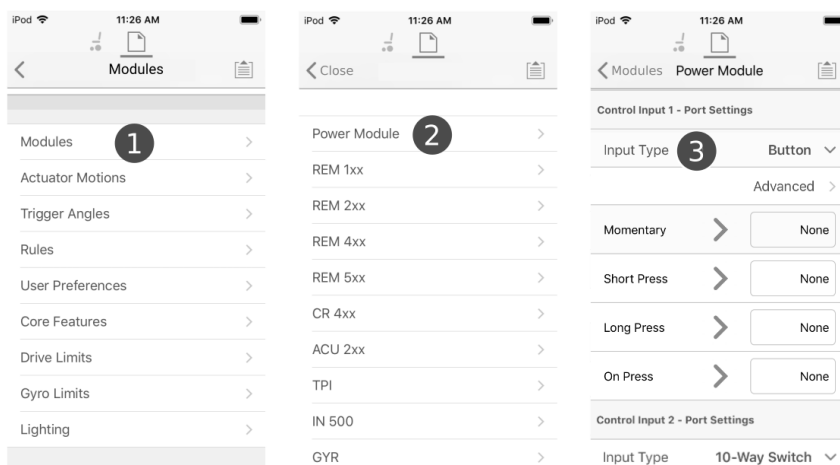 iPod 11:26 AM
Modules
Modules 1
Actuator Motions
Trigger Angles
Rules
User Preferences
Core Features
Drive Limits
Gyro Limits
Lighting
iPod 11:26 AM
Close
Power Module 2
REM 1xx
REM 2xx
REM 4xx
REM 5xx
CR 4xx
ACU 2xx
TPI
IN 500
GYR
iPod 11:26 AM
Modules Power Module
Control Input 1 - Port Settings
Input Type 3 Button
Advanced
Momentary None
Short Press None
Long Press None
On Press None
Control Input 2 - Port Settings
Input Type 10-Way Switch